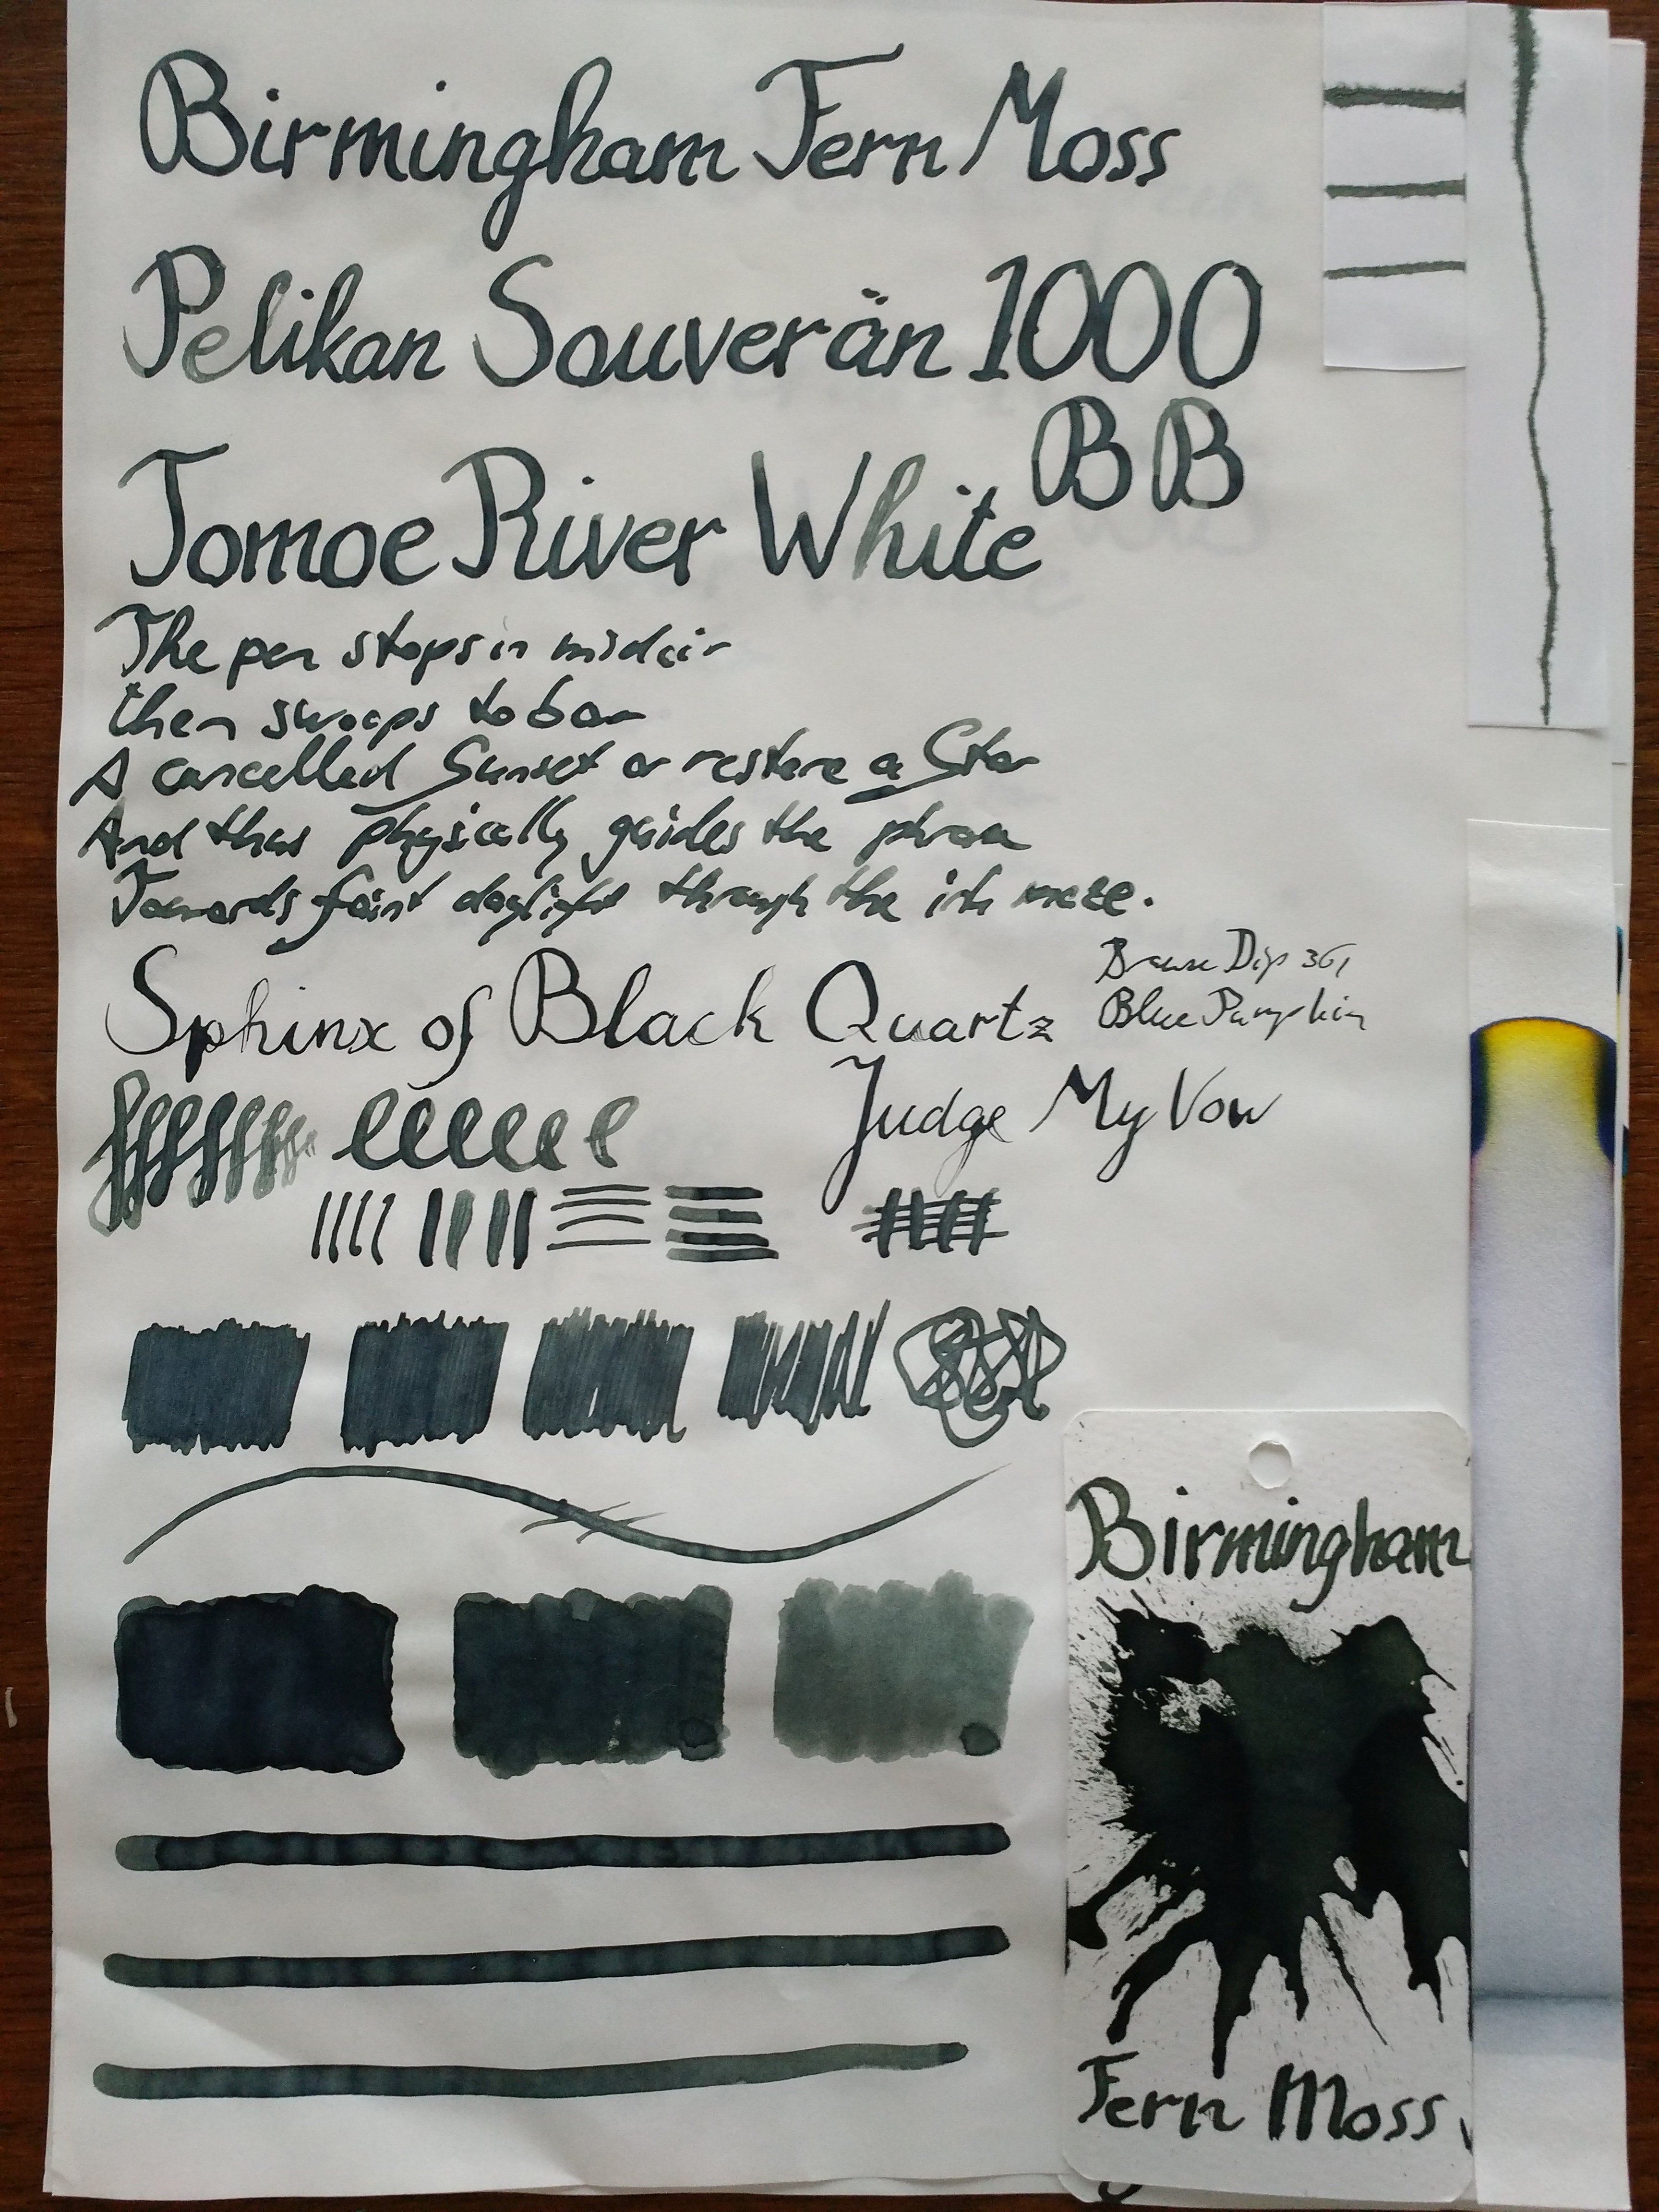 Birmingham Fern Moss
Pelikan Souverän 1000
BB
Tomoe River White
The pen stops in midair
then swoops to bar
A cancelled Sunset or restore a Star
And thus physically guides the phrase
Towards faint daylight through the inky maze.
Sphinx of Black Quartz
Brause Dip 361
Blue Pumpkin
Judge My Vow
Birmingham
Fern Moss